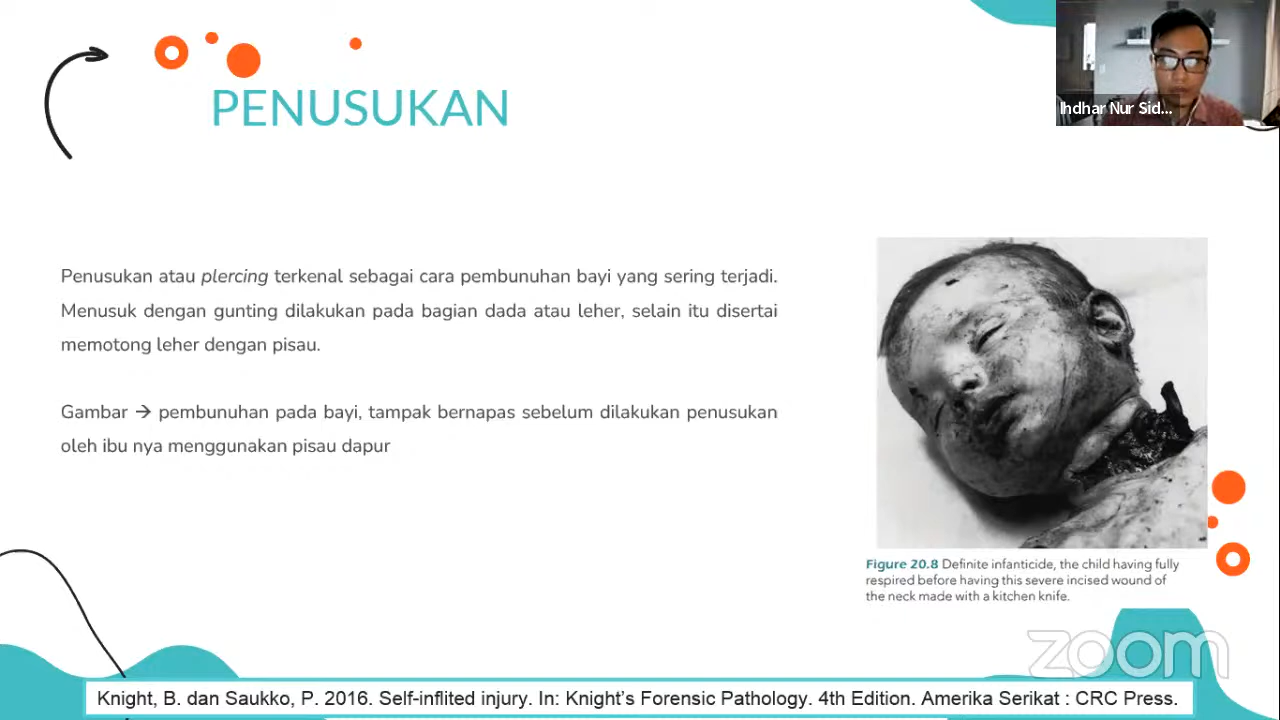 PENUSUKAN
Ihdhar Nur Sid...
Penusukan atau plercing terkenal sebagai cara pembunuhan bayi yang sering terjadi.
Menusuk dengan gunting dilakukan pada bagian dada atau leher, selain itu disertai
memotong leher dengan pisau.
Gambar → pembunuhan pada bayi, tampak bernapas sebelum dilakukan penusukan
oleh ibu nya menggunakan pisau dapur
Figure 20.8 Definite infanticide, the child having fully
respired before having this severe incised wound of
the neck made with a kitchen knife.
zoom
Knight, B. dan Saukko, P. 2016. Self-inflited injury. In: Knight's Forensic Pathology. 4th Edition. Amerika Serikat : CRC Press.